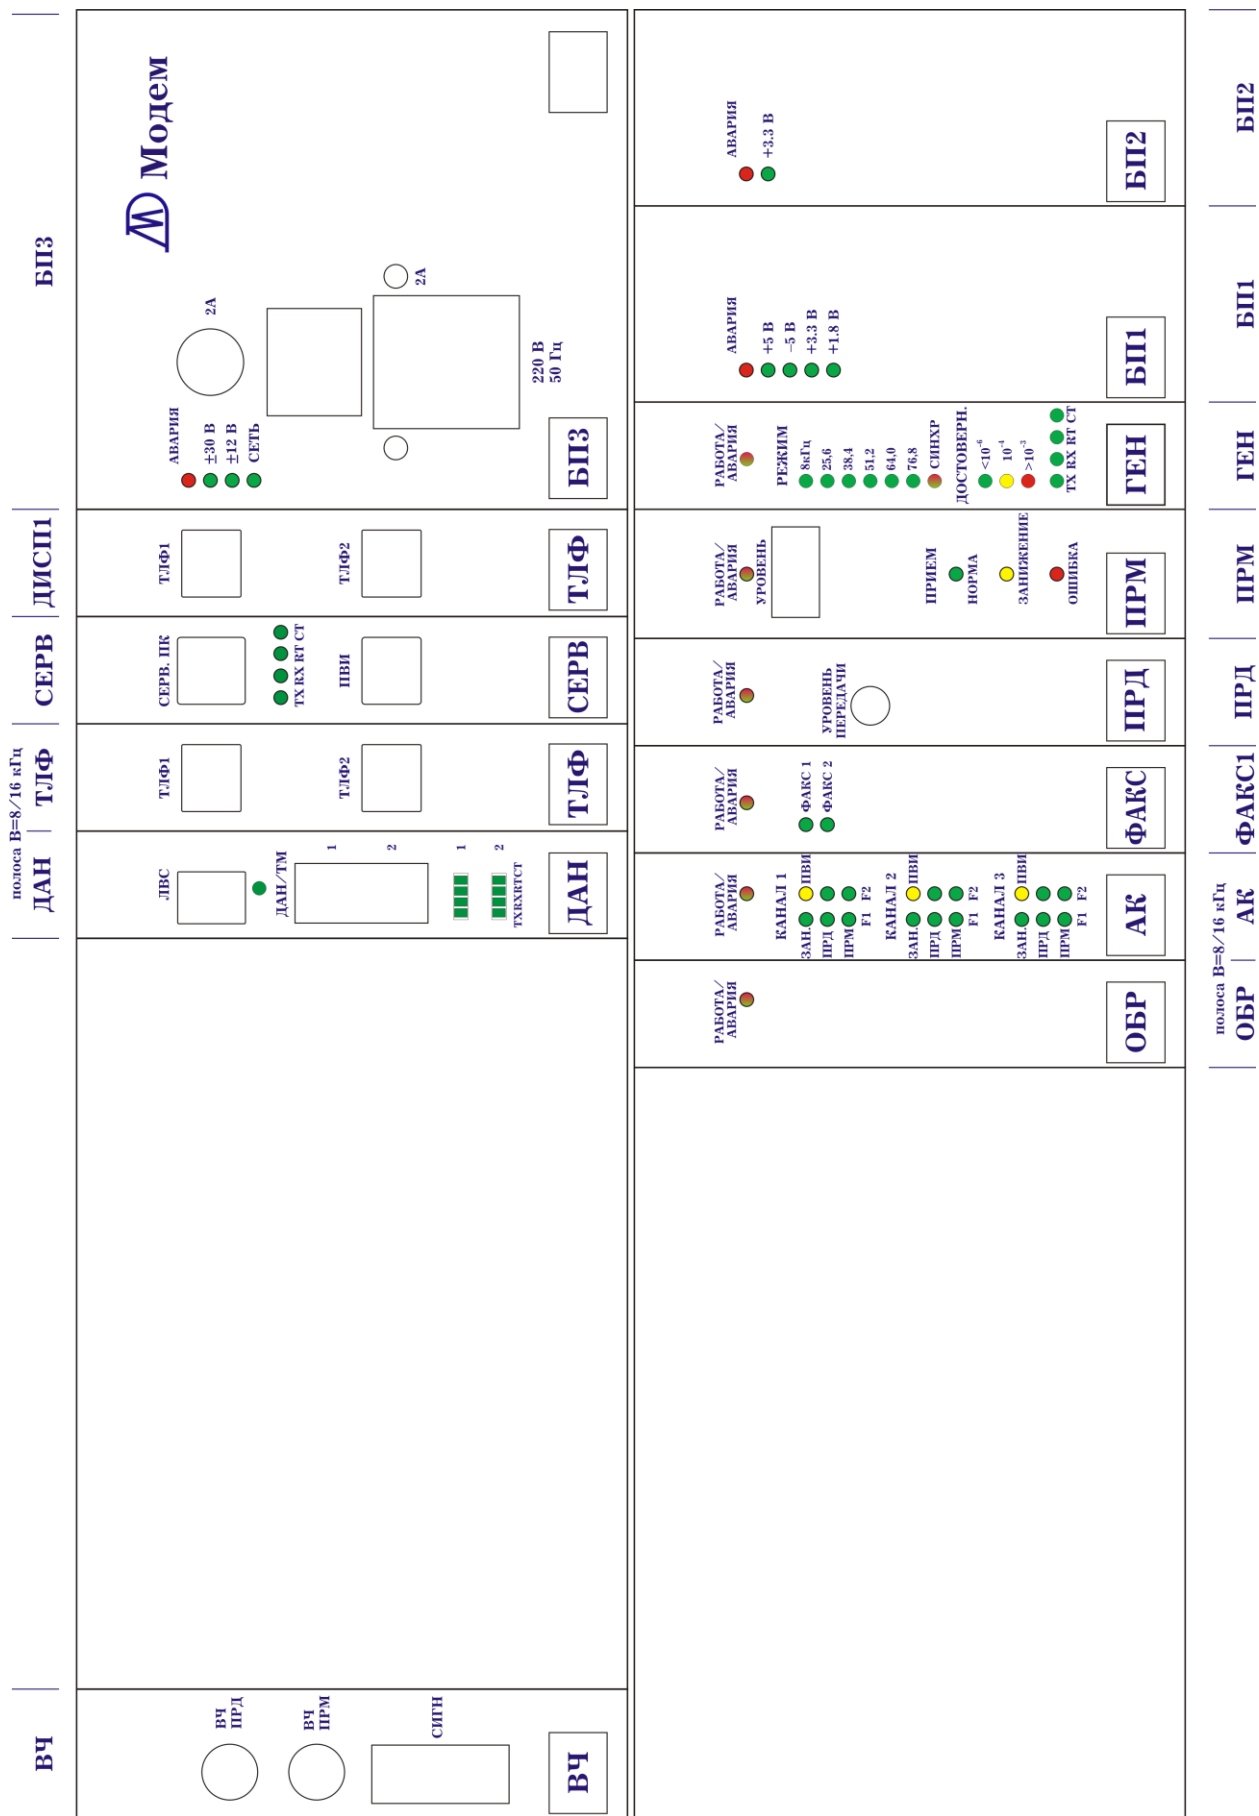 ВЧ
полоса В=8/16 кГц
ДАН
ТЛФ
СЕРВ
ДИСП1
БП3
ВЧ
ПРД
ВЧ
ПРМ
СИГН
ВЧ
ЛВС
ДАН/ТМ
1
2
1
2
TXRXRTCT
ДАН
ТЛФ1
ТЛФ2
ТЛФ
СЕРВ. ПК
TX RX RT CT
ПВИ
СЕРВ
ТЛФ1
ТЛФ2
ТЛФ
Модем
АВАРИЯ
±30 В
±12 В
СЕТЬ
2А
2А
220 В
50 Гц
БП3
РАБОТА/
АВАРИЯ
ОБР
РАБОТА/
АВАРИЯ
КАНАЛ 1
ЗАН. ПВИ
ПРД
ПРМ
F1 F2
КАНАЛ 2
ЗАН. ПВИ
ПРД
ПРМ
F1 F2
КАНАЛ 3
ЗАН. ПВИ
ПРД
ПРМ
F1 F2
АК
РАБОТА/
АВАРИЯ
ФАКС 1
ФАКС 2
ФАКС
РАБОТА/
АВАРИЯ
УРОВЕНЬ
ПЕРЕДАЧИ
ПРД
РАБОТА/
АВАРИЯ
УРОВЕНЬ
ПРИЕМ
НОРМА
ЗАНИЖЕНИЕ
ОШИБКА
ПРМ
РАБОТА/
АВАРИЯ
РЕЖИМ
8кГц
25,6
38,4
51,2
64,0
76,8
СИНХР
ДОСТОВЕРН.
<10⁻⁶
10⁻⁴
>10⁻³
TX RX RT CT
ГЕН
АВАРИЯ
+5 В
-5 В
+3.3 В
+1.8 В
БП1
АВАРИЯ
+3.3 В
БП2
полоса В=8/16 кГц
ОБР
АК
ФАКС1
ПРД
ПРМ
ГЕН
БП1
БП2